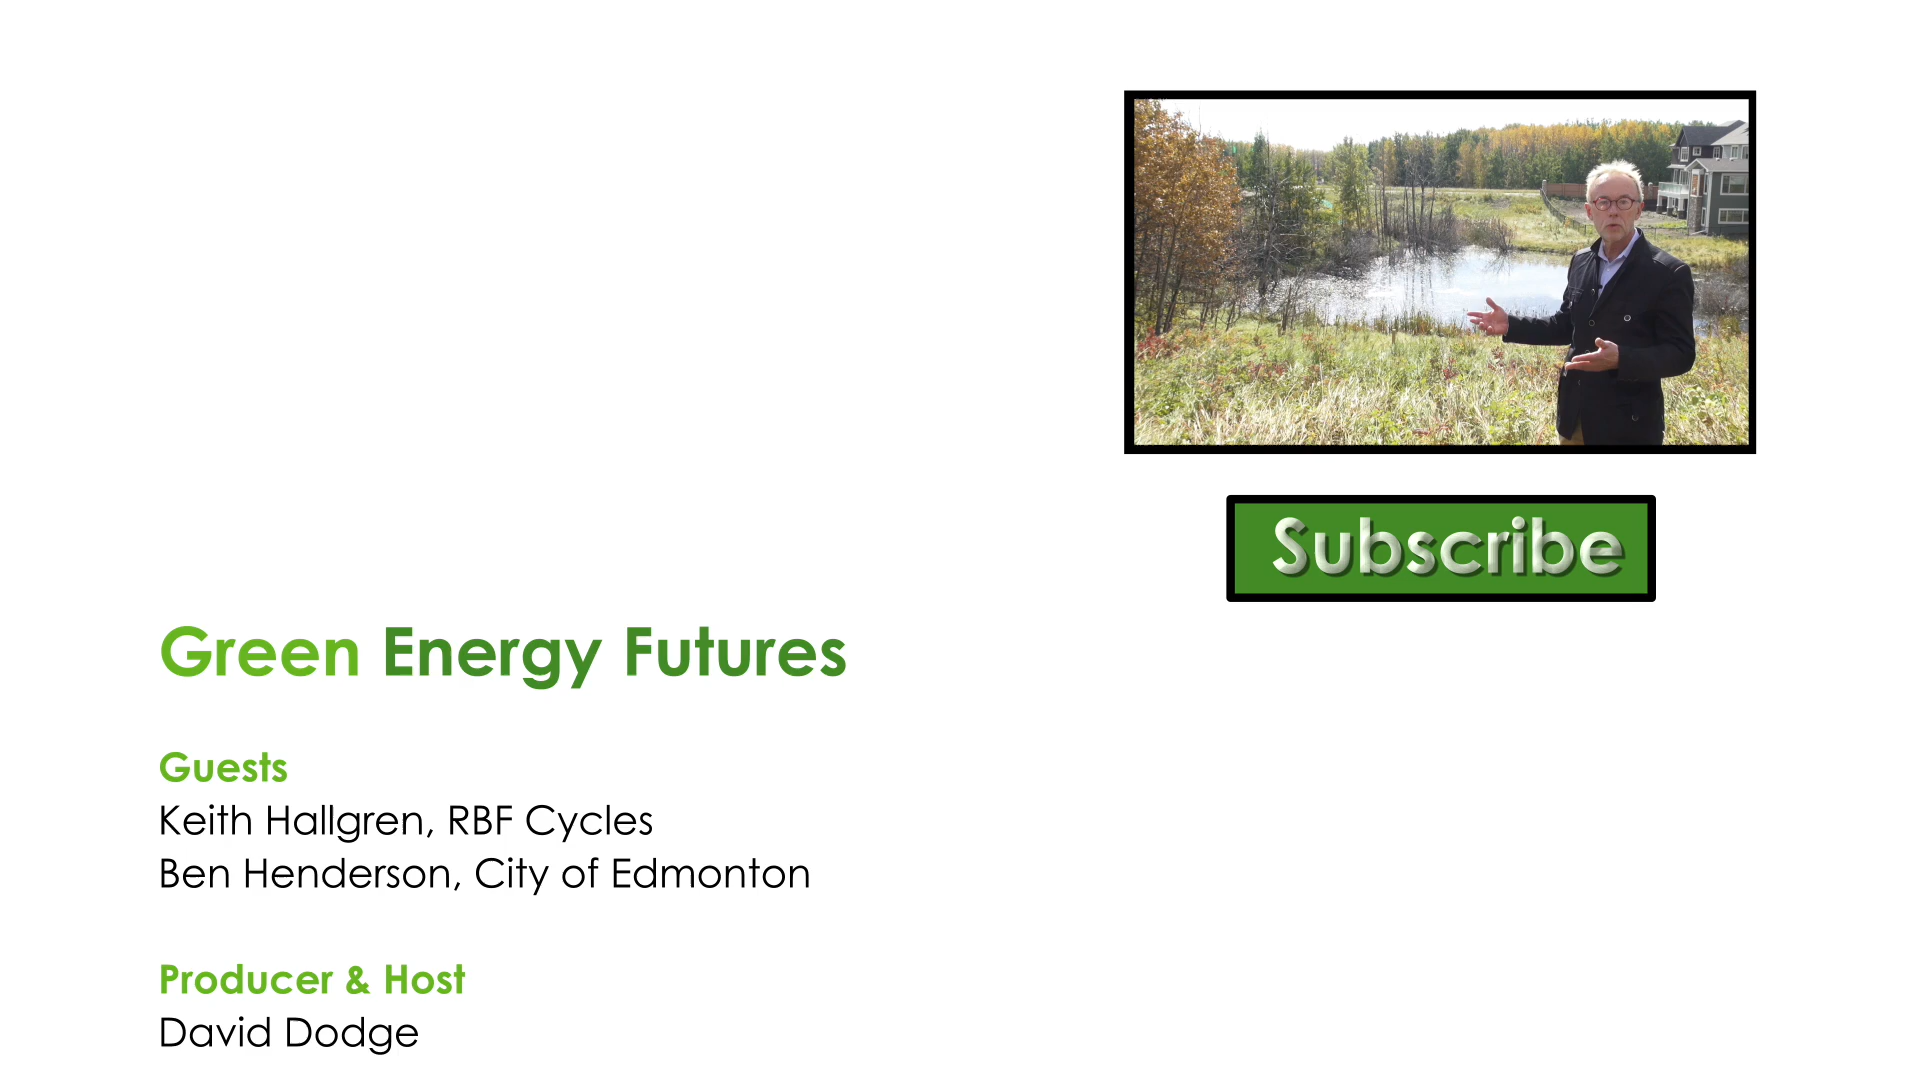 Subscribe
Green Energy Futures
Guests
Keith Hallgren, RBF Cycles
Ben Henderson, City of Edmonton
Producer & Host
David Dodge